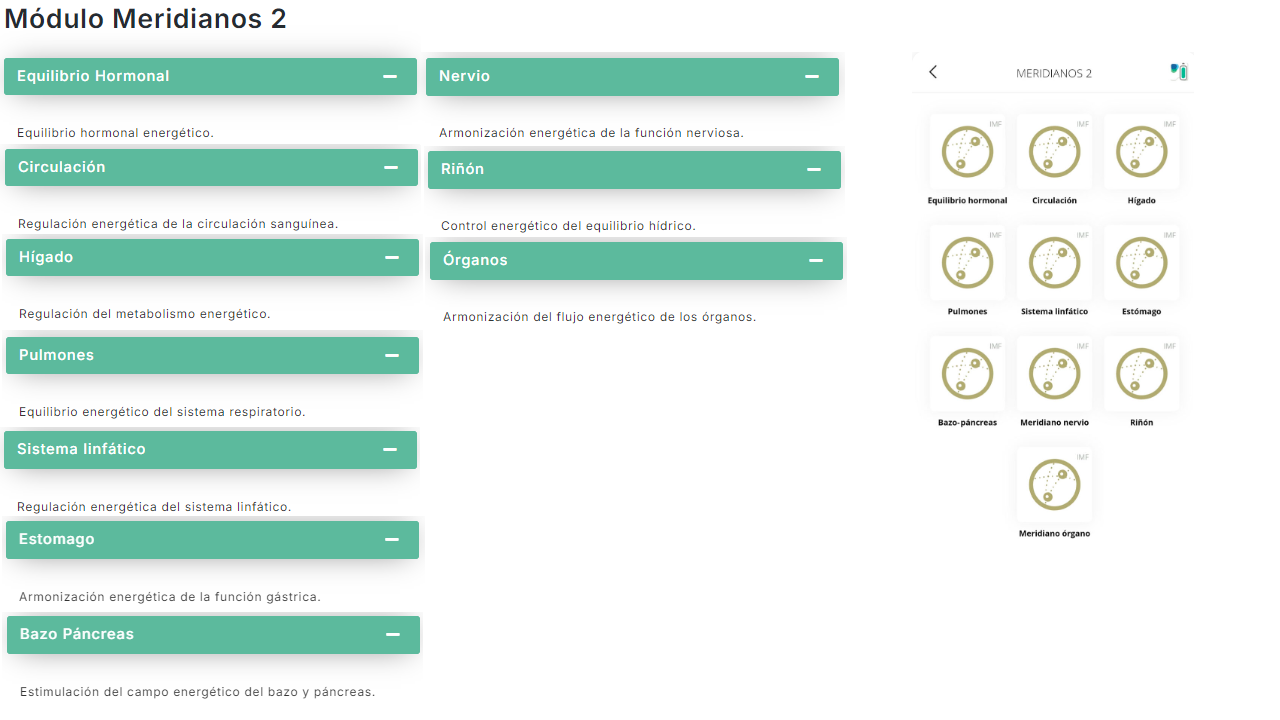 Módulo Meridianos 2
Equilibrio Hormonal
Equilibrio hormonal energético.
Circulación
Regulación energética de la circulación sanguínea.
Hígado
Regulación del metabolismo energético.
Pulmones
Equilibrio energético del sistema respiratorio.
Sistema linfático
Regulación energética del sistema linfático.
Estomago
Armonización energética de la función gástrica.
Bazo Páncreas
Estimulación del campo energético del bazo y páncreas.
Nervio
Armonización energética de la función nerviosa.
Riñón
Control energético del equilibrio hídrico.
Órganos
Armonización del flujo energético de los órganos.
MERIDIANOS 2
IMF IMF IMF
Equilibrio hormonal Circulación Hígado
IMF IMF IMF
Pulmones Sistema linfático Estómago
IMF IMF IMF
Bazo-páncreas Meridiano nervio Riñón
IMF
Meridiano órgano